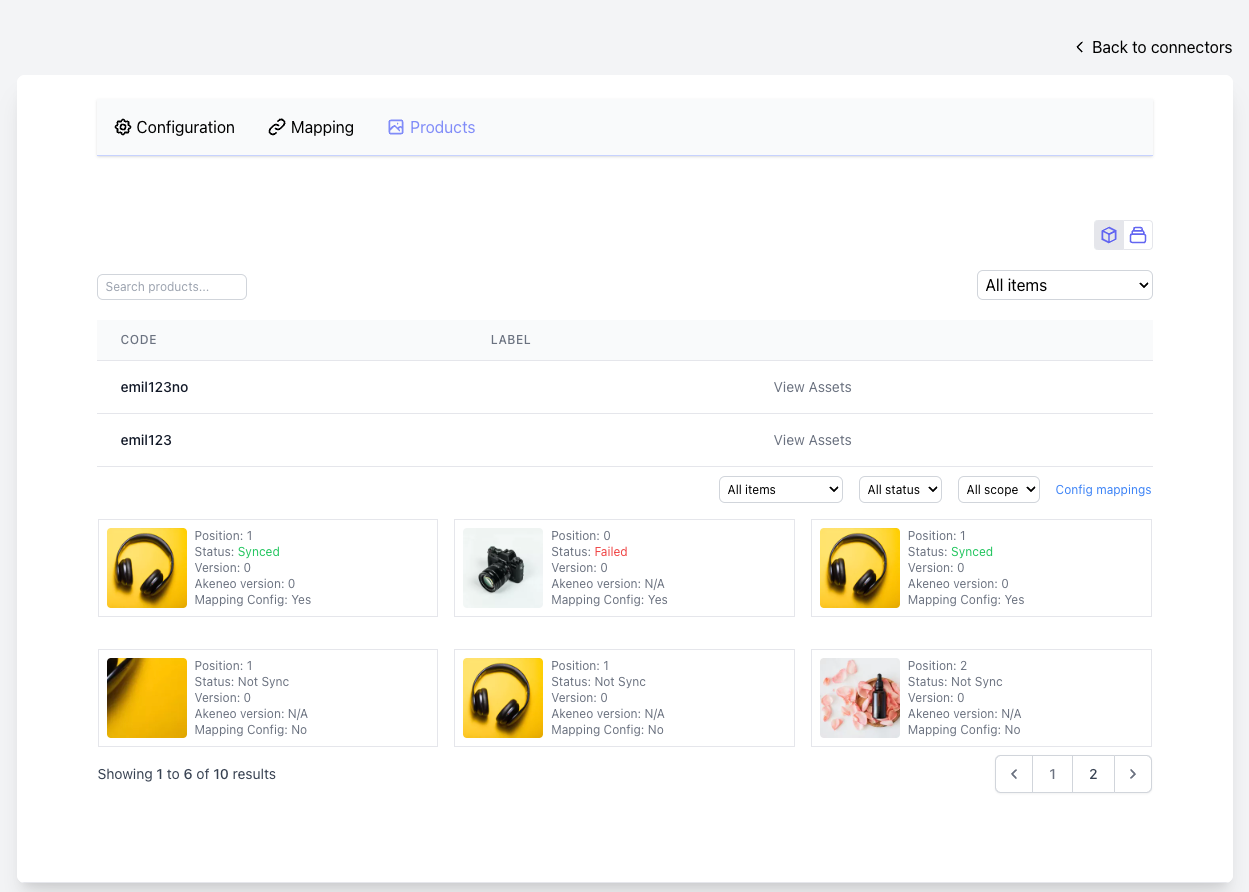 Back to connectors
Configuration Mapping Products
Search products...
All items
CODE LABEL
emil123no View Assets
emil123 View Assets
All items All status All scope Config mappings
Position: 1
Status: Synced
Version: 0
Akeneo version: 0
Mapping Config: Yes
Position: 0
Status: Failed
Version: 0
Akeneo version: N/A
Mapping Config: Yes
Position: 1
Status: Synced
Version: 0
Akeneo version: 0
Mapping Config: Yes
Position: 1
Status: Not Sync
Version: 0
Akeneo version: N/A
Mapping Config: No
Position: 1
Status: Not Sync
Version: 0
Akeneo version: N/A
Mapping Config: No
Position: 2
Status: Not Sync
Version: 0
Akeneo version: N/A
Mapping Config: No
Showing 1 to 6 of 10 results
1 2